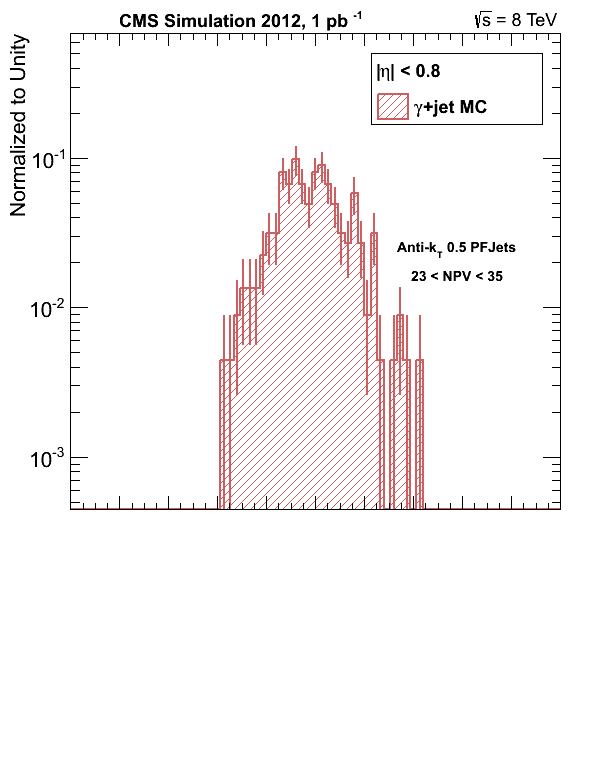 CMS Simulation 2012, 1 pb -1
√s = 8 TeV
Normalized to Unity
|η| < 0.8
γ+jet MC
10-1
Anti-kT 0.5 PFJets
23 < NPV < 35
10-2
10-3